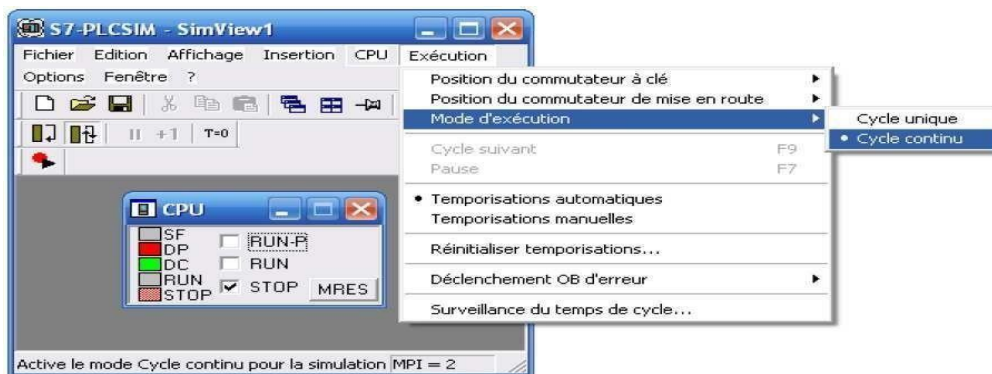 S7-PLCSIM - SimView1
Fichier Edition Affichage Insertion CPU Exécution
Options Fenêtre ?
+1 T=0
Position du commutateur à clé
Position du commutateur de mise en route
Mode d'exécution
Cycle unique
Cycle continu
Cycle suivant F9
Pause F7
Temporisations automatiques
Temporisations manuelles
Réinitialiser temporisations...
Déclenchement OB d'erreur
Surveillance du temps de cycle...
CPU
SF
DP RUN-P
DC RUN
RUN
STOP STOP MRES
Active le mode Cycle continu pour la simulation MPI = 2